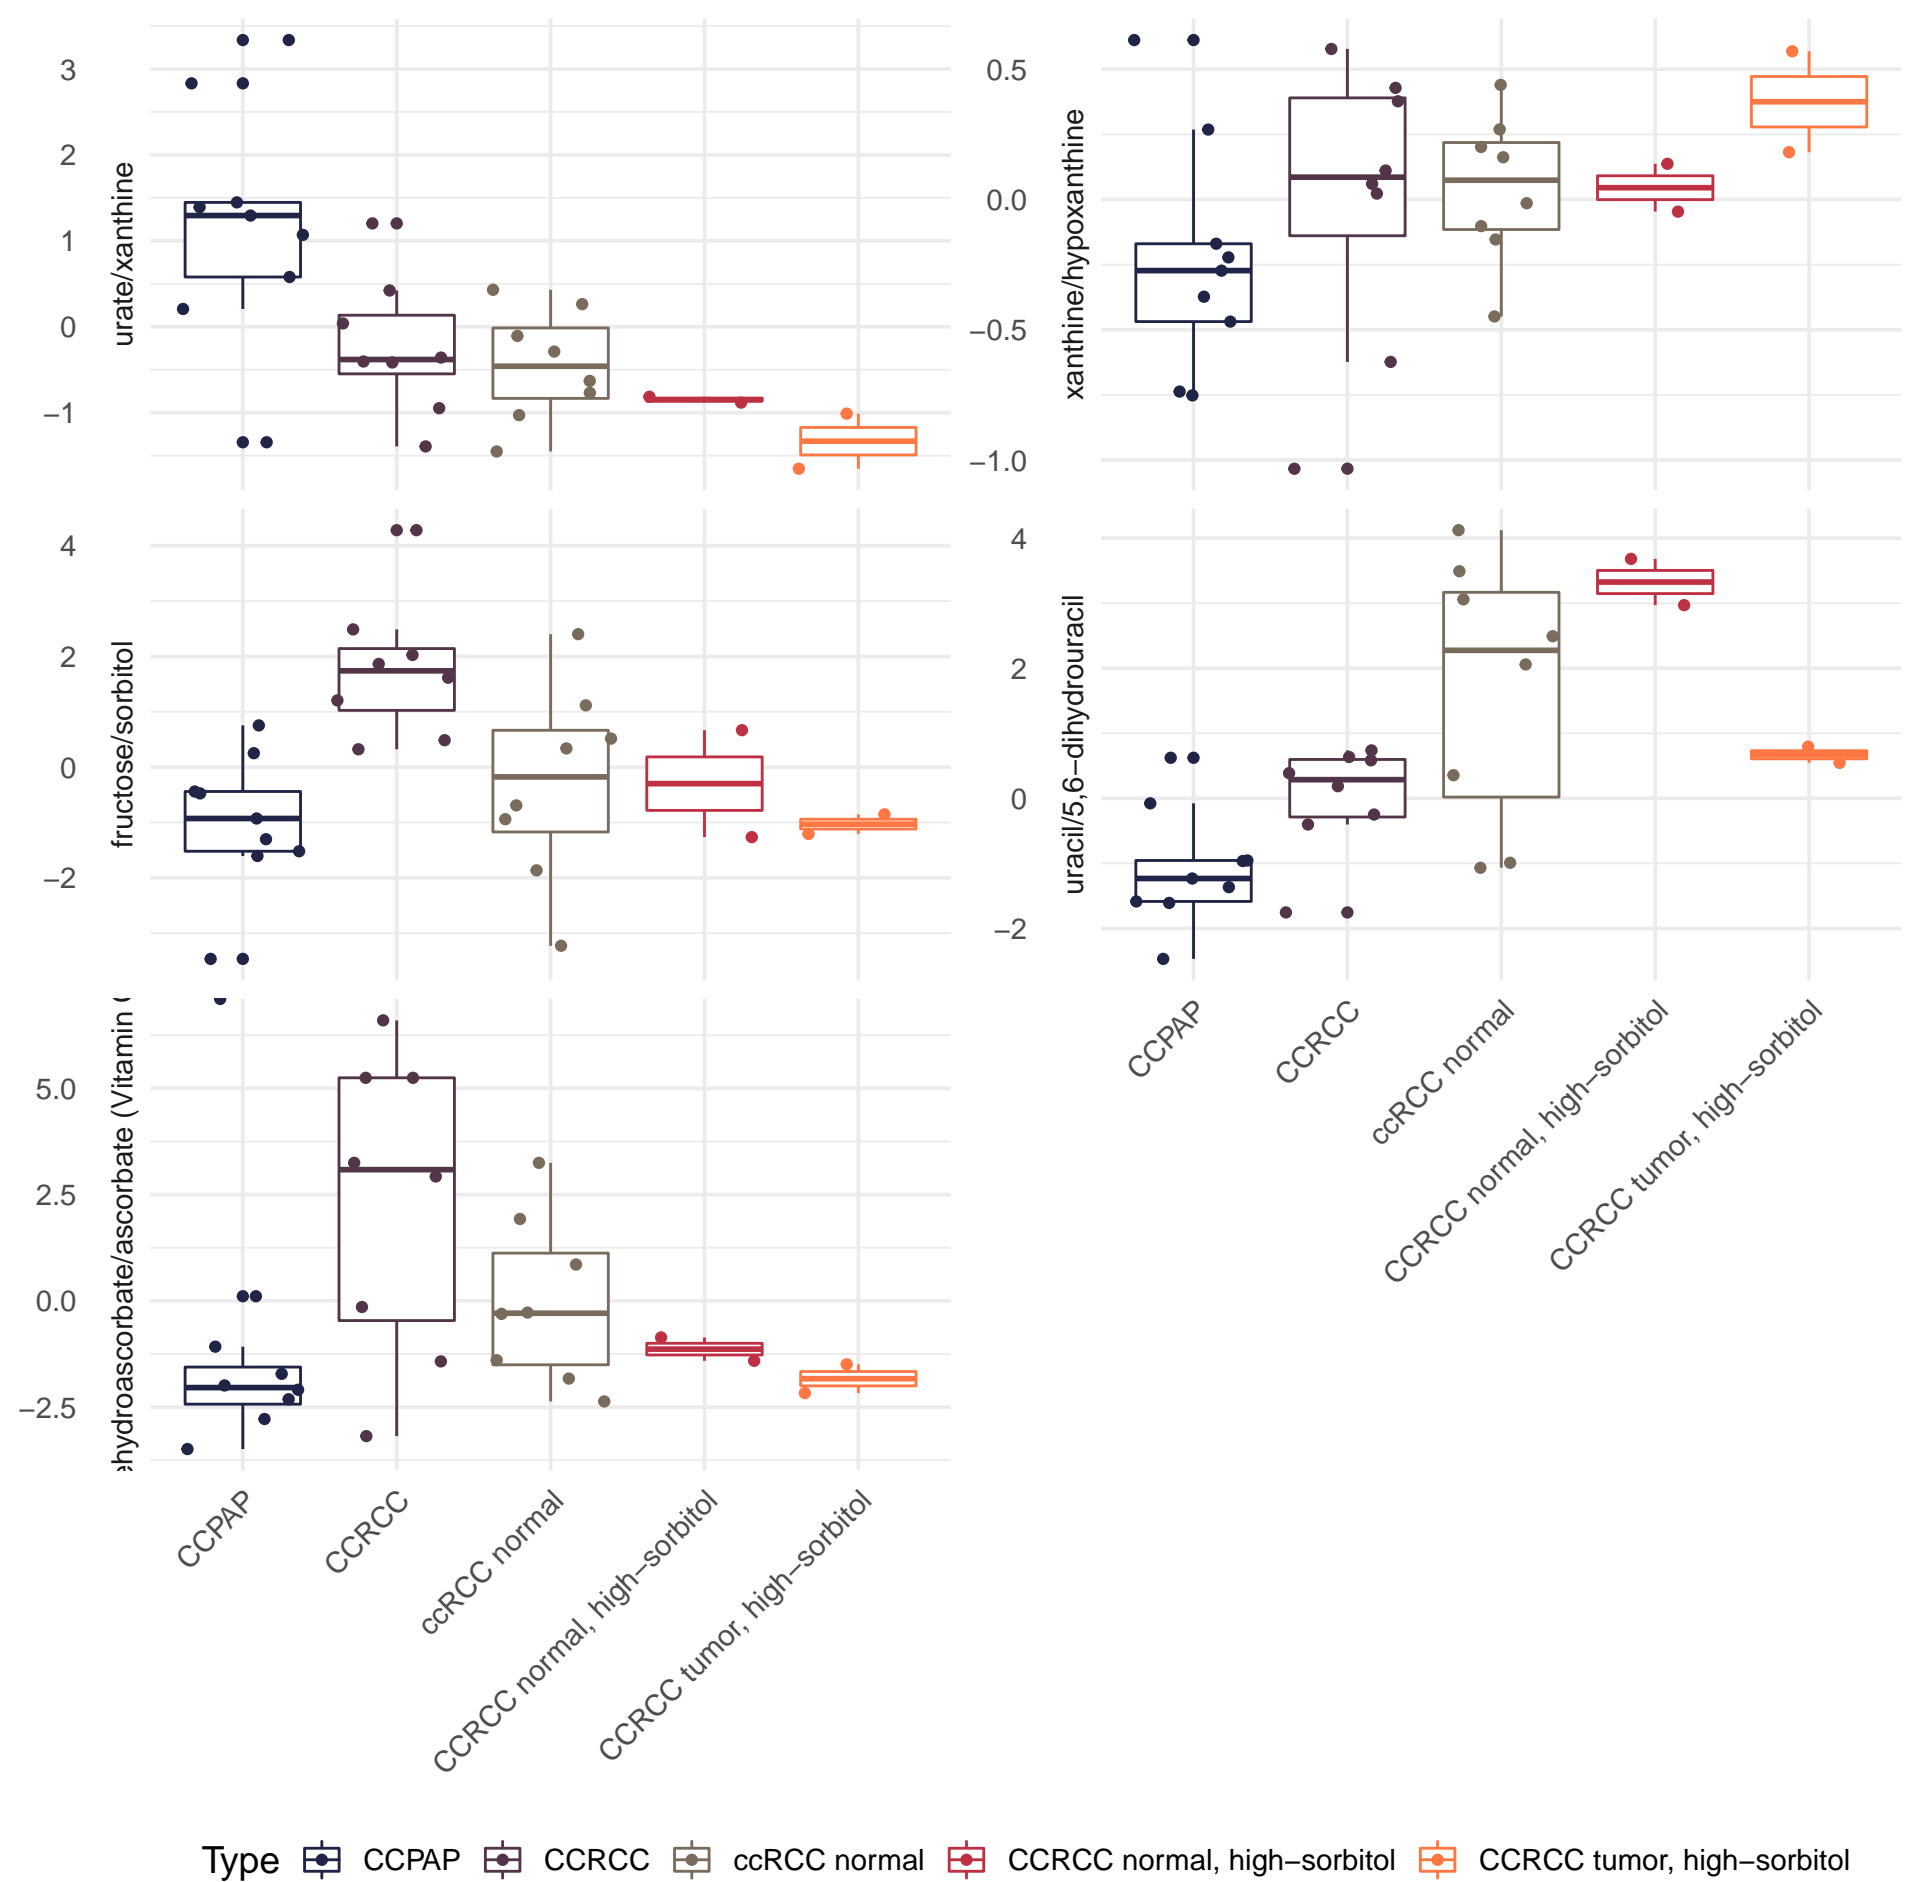 urate/xanthine
3
2
1
0
−1
xanthine/hypoxanthine
0.5
0.0
−0.5
−1.0
fructose/sorbitol
4
2
0
−2
uracil/5,6−dihydrouracil
4
2
0
−2
CCPAP
CCRCC
ccRCC normal
CCRCC normal, high−sorbitol
CCRCC tumor, high−sorbitol
ehydroascorbate/ascorbate (Vitamin
5.0
2.5
0.0
−2.5
CCPAP
CCRCC
ccRCC normal
CCRCC normal, high−sorbitol
CCRCC tumor, high−sorbitol
Type CCPAP CCRCC ccRCC normal CCRCC normal, high−sorbitol CCRCC tumor, high−sorbitol